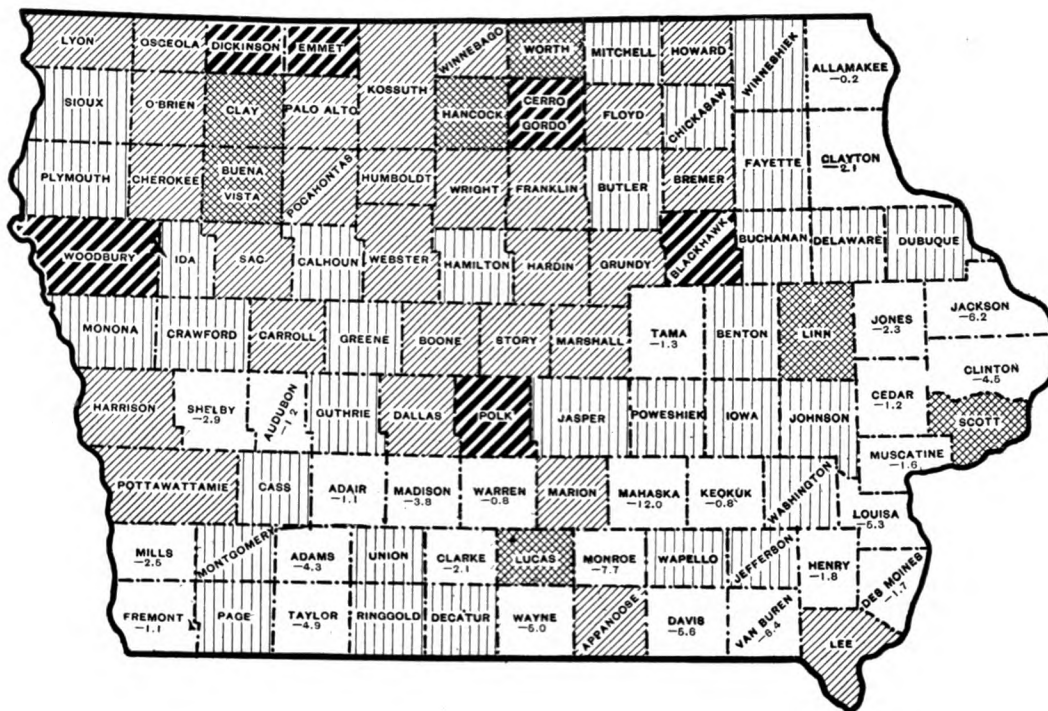 LYON
OSCEOLA
DICKINSON
EMMET
WINNEBAGO
WORTH
MITCHELL
HOWARD
WINNESHIEK
ALLAMAKEE
-0.2
SIOUX
O'BRIEN
CLAY
PALO ALTO
KOSSUTH
HANCOCK
CERRO
GORDO
FLOYD
CHICKASAW
PLYMOUTH
CHEROKEE
BUENA
VISTA
POCAHONTAS
HUMBOLDT
WRIGHT
FRANKLIN
BUTLER
BREMER
FAYETTE
CLAYTON
-2.1
WOODBURY
IDA
SAC
CALHOUN
WEBSTER
HAMILTON
HARDIN
GRUNDY
BLACKHAWK
BUCHANAN
DELAWARE
DUBUQUE
MONONA
CRAWFORD
CARROLL
GREENE
BOONE
STORY
MARSHALL
TAMA
-1.3
BENTON
LINN
JONES
-2.3
JACKSON
-6.2
HARRISON
SHELBY
-2.9
AUDUBON
-1.2
GUTHRIE
DALLAS
POLK
JASPER
POWESHIEK
IOWA
JOHNSON
CEDAR
-1.2
CLINTON
-4.5
SCOTT
MUSCATINE
-1.6
POTTAWATTAMIE
CASS
ADAIR
-1.1
MADISON
-3.8
WARREN
-0.8
MARION
MAHASKA
-12.0
KEOKUK
-0.8
WASHINGTON
LOUISA
-5.3
MILLS
-2.5
MONTGOMERY
ADAMS
-4.3
UNION
CLARKE
-2.1
LUCAS
MONROE
-7.7
WAPELLO
JEFFERSON
HENRY
-1.8
DES MOINES
-1.7
FREMONT
-1.1
PAGE
TAYLOR
-4.9
RINGGOLD
DECATUR
WAYNE
-5.0
APPANOOSE
DAVIS
-5.6
VAN BUREN
-6.4
LEE